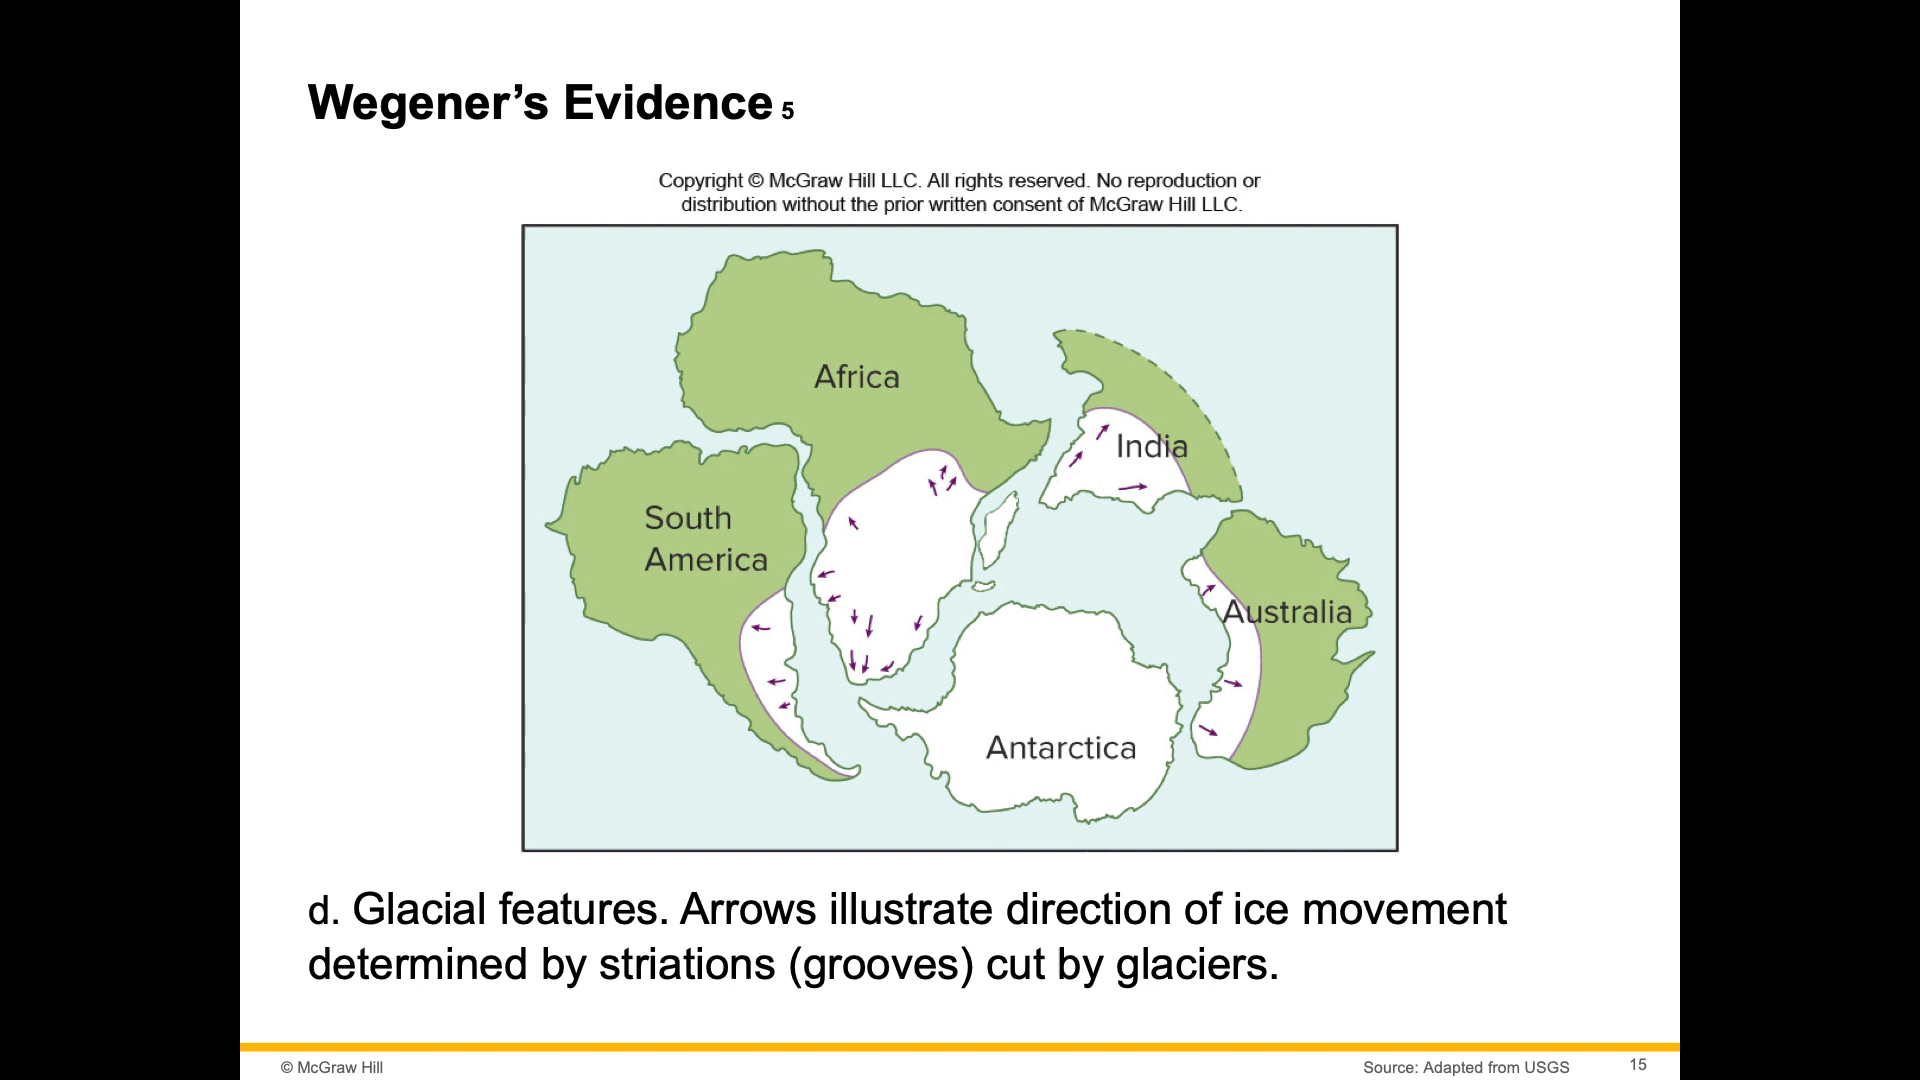 Wegener’s Evidence 5
Copyright © McGraw Hill LLC. All rights reserved. No reproduction or
distribution without the prior written consent of McGraw Hill LLC.
Africa
India
South
America
Australia
Antarctica
d. Glacial features. Arrows illustrate direction of ice movement
determined by striations (grooves) cut by glaciers.
© McGraw Hill
Source: Adapted from USGS
15